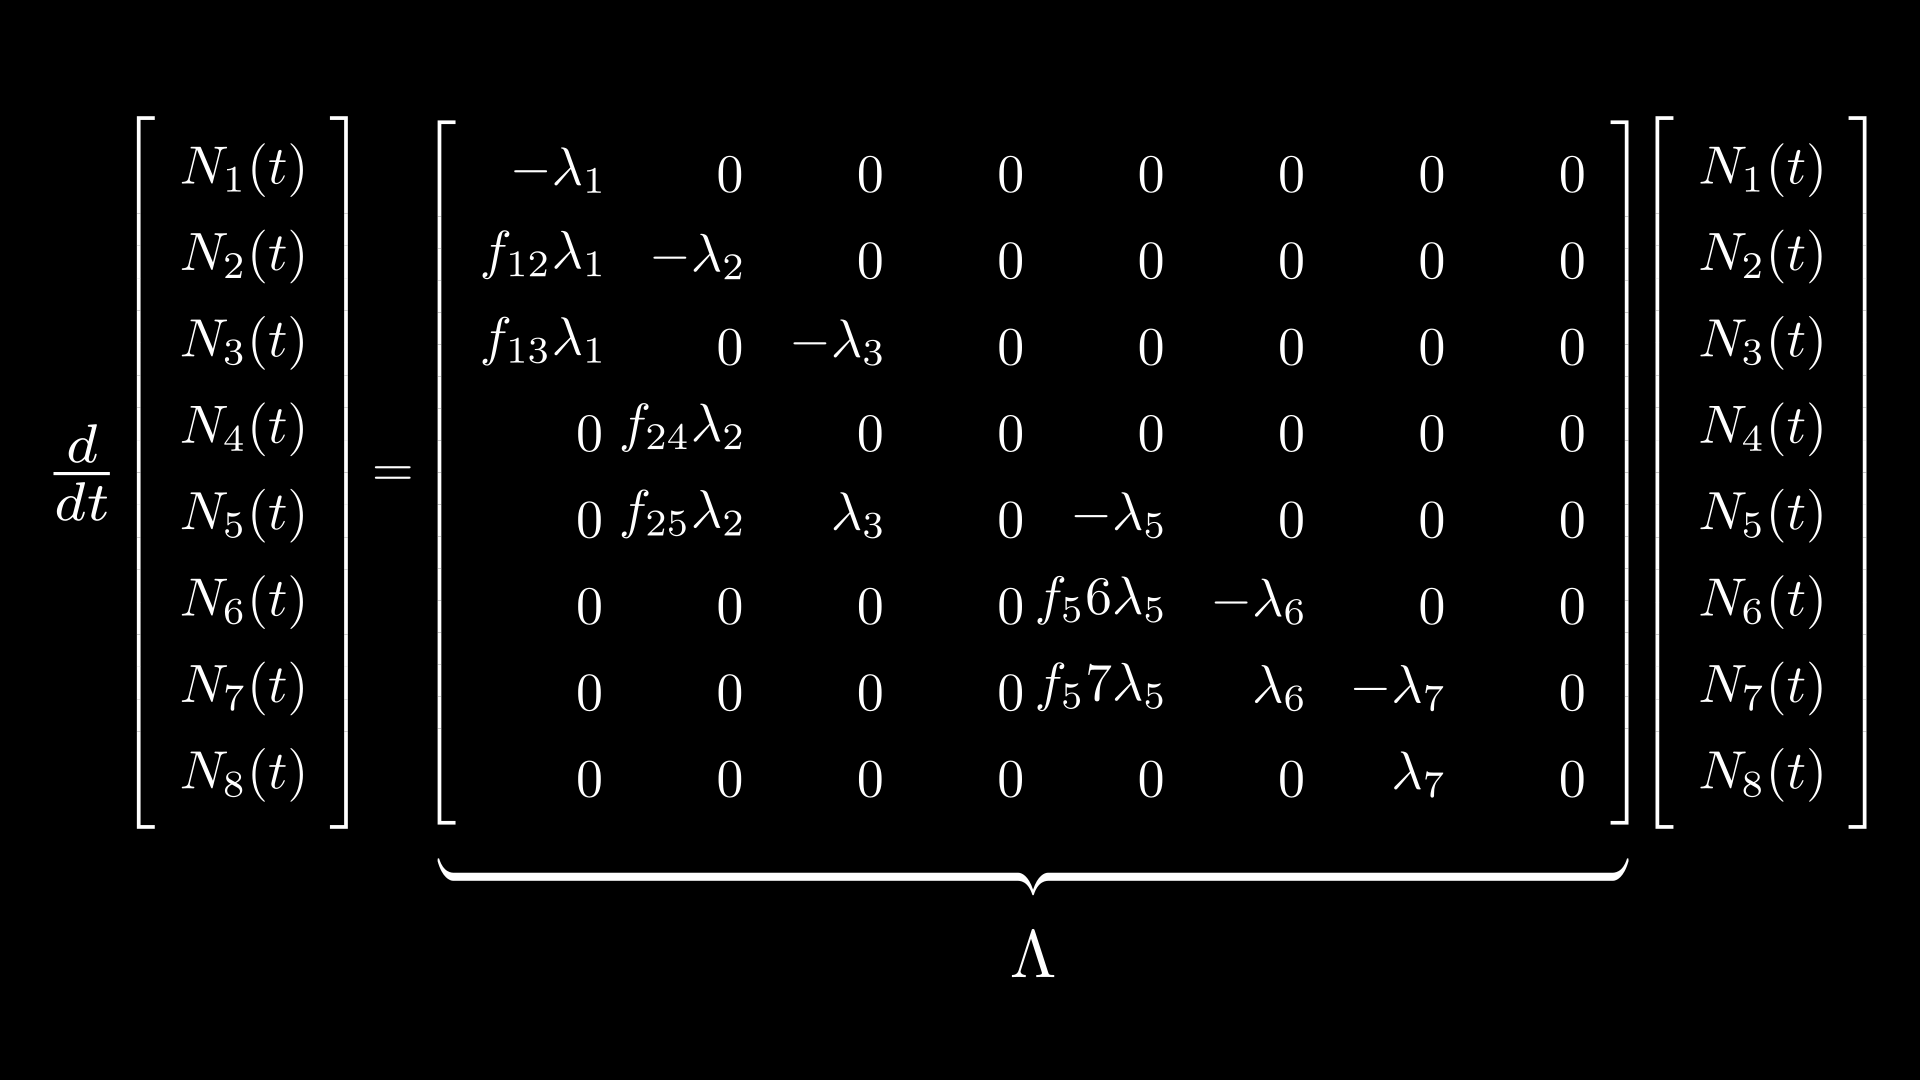 d/dt [N₁(t) N₂(t) N₃(t) N₄(t) N₅(t) N₆(t) N₇(t) N₈(t)] =
−λ₁ 0 0 0 0 0 0 0 N₁(t)
f₁₂λ₁ −λ₂ 0 0 0 0 0 0 N₂(t)
f₁₃λ₁ 0 −λ₃ 0 0 0 0 0 N₃(t)
0 f₂₄λ₂ 0 0 0 0 0 0 N₄(t)
0 f₂₅λ₂ λ₃ 0 −λ₅ 0 0 0 N₅(t)
0 0 0 0 f₅6λ₅ −λ₆ 0 0 N₆(t)
0 0 0 0 f₅7λ₅ λ₆ −λ₇ 0 N₇(t)
0 0 0 0 0 0 λ₇ 0 N₈(t)
Λ